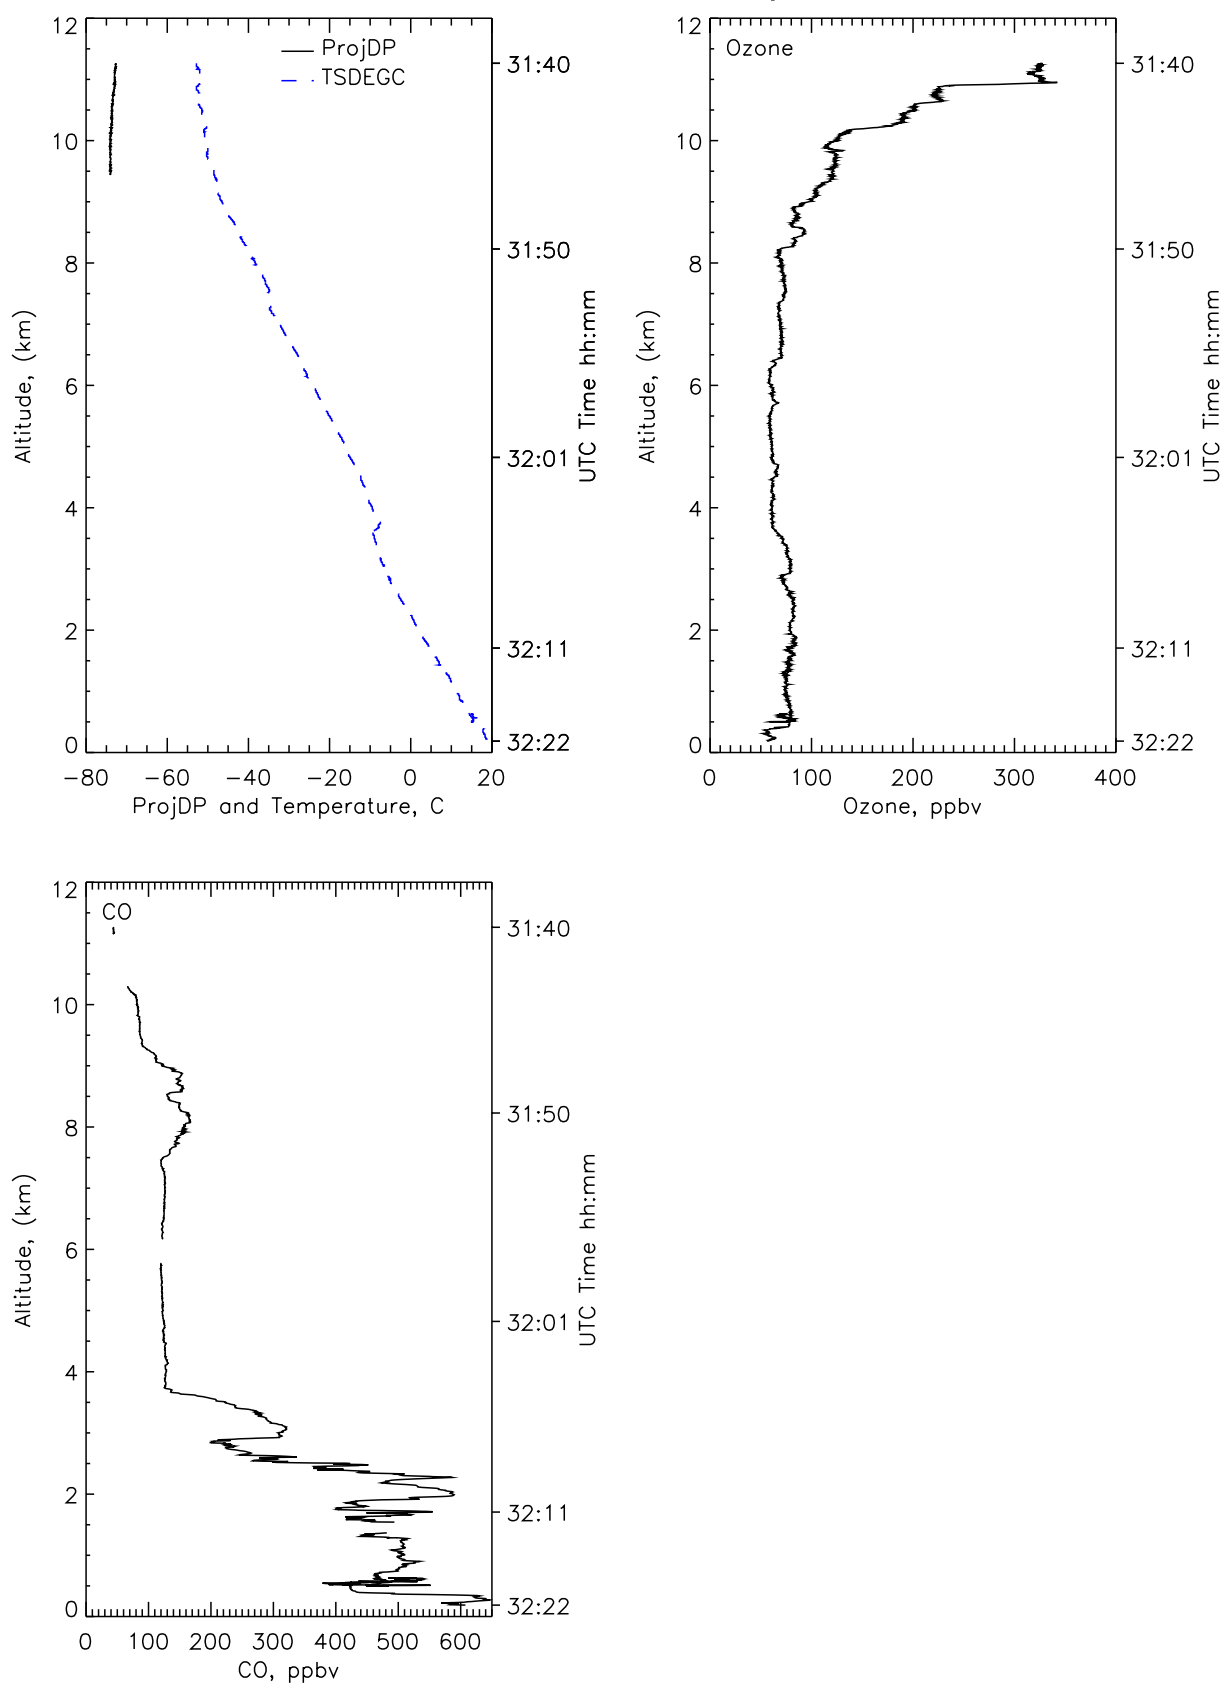 12
10
8
6
4
2
0
Altitude, (km)
ProjDP
TSDEGC
31:40
31:50
32:01
32:11
32:22
UTC Time hh:mm
−80 −60 −40 −20 0 20
ProjDP and Temperature, C
12
10
8
6
4
2
0
Altitude, (km)
Ozone
31:40
31:50
32:01
32:11
32:22
UTC Time hh:mm
0 100 200 300 400
Ozone, ppbv
12
10
8
6
4
2
0
Altitude, (km)
CO
31:40
31:50
32:01
32:11
32:22
UTC Time hh:mm
0 100 200 300 400 500 600
CO, ppbv